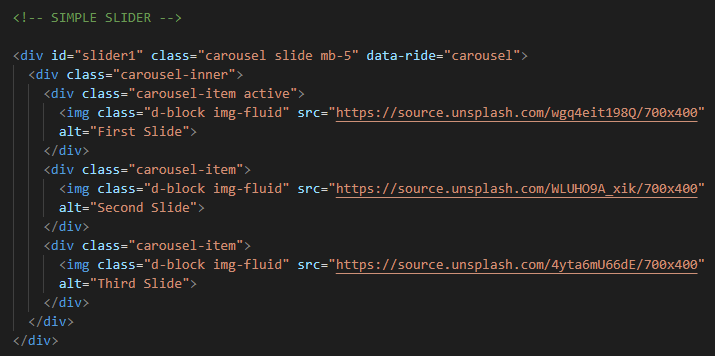 <!-- SIMPLE SLIDER -->
<div id="slider1" class="carousel slide mb-5" data-ride="carousel">
<div class="carousel-inner">
<div class="carousel-item active">
<img class="d-block img-fluid" src="https://source.unsplash.com/wgq4eit198Q/700x400"
alt="First Slide">
</div>
<div class="carousel-item">
<img class="d-block img-fluid" src="https://source.unsplash.com/WLUHO9A_xik/700x400"
alt="Second Slide">
</div>
<div class="carousel-item">
<img class="d-block img-fluid" src="https://source.unsplash.com/4yta6mU66dE/700x400"
alt="Third Slide">
</div>
</div>
</div>